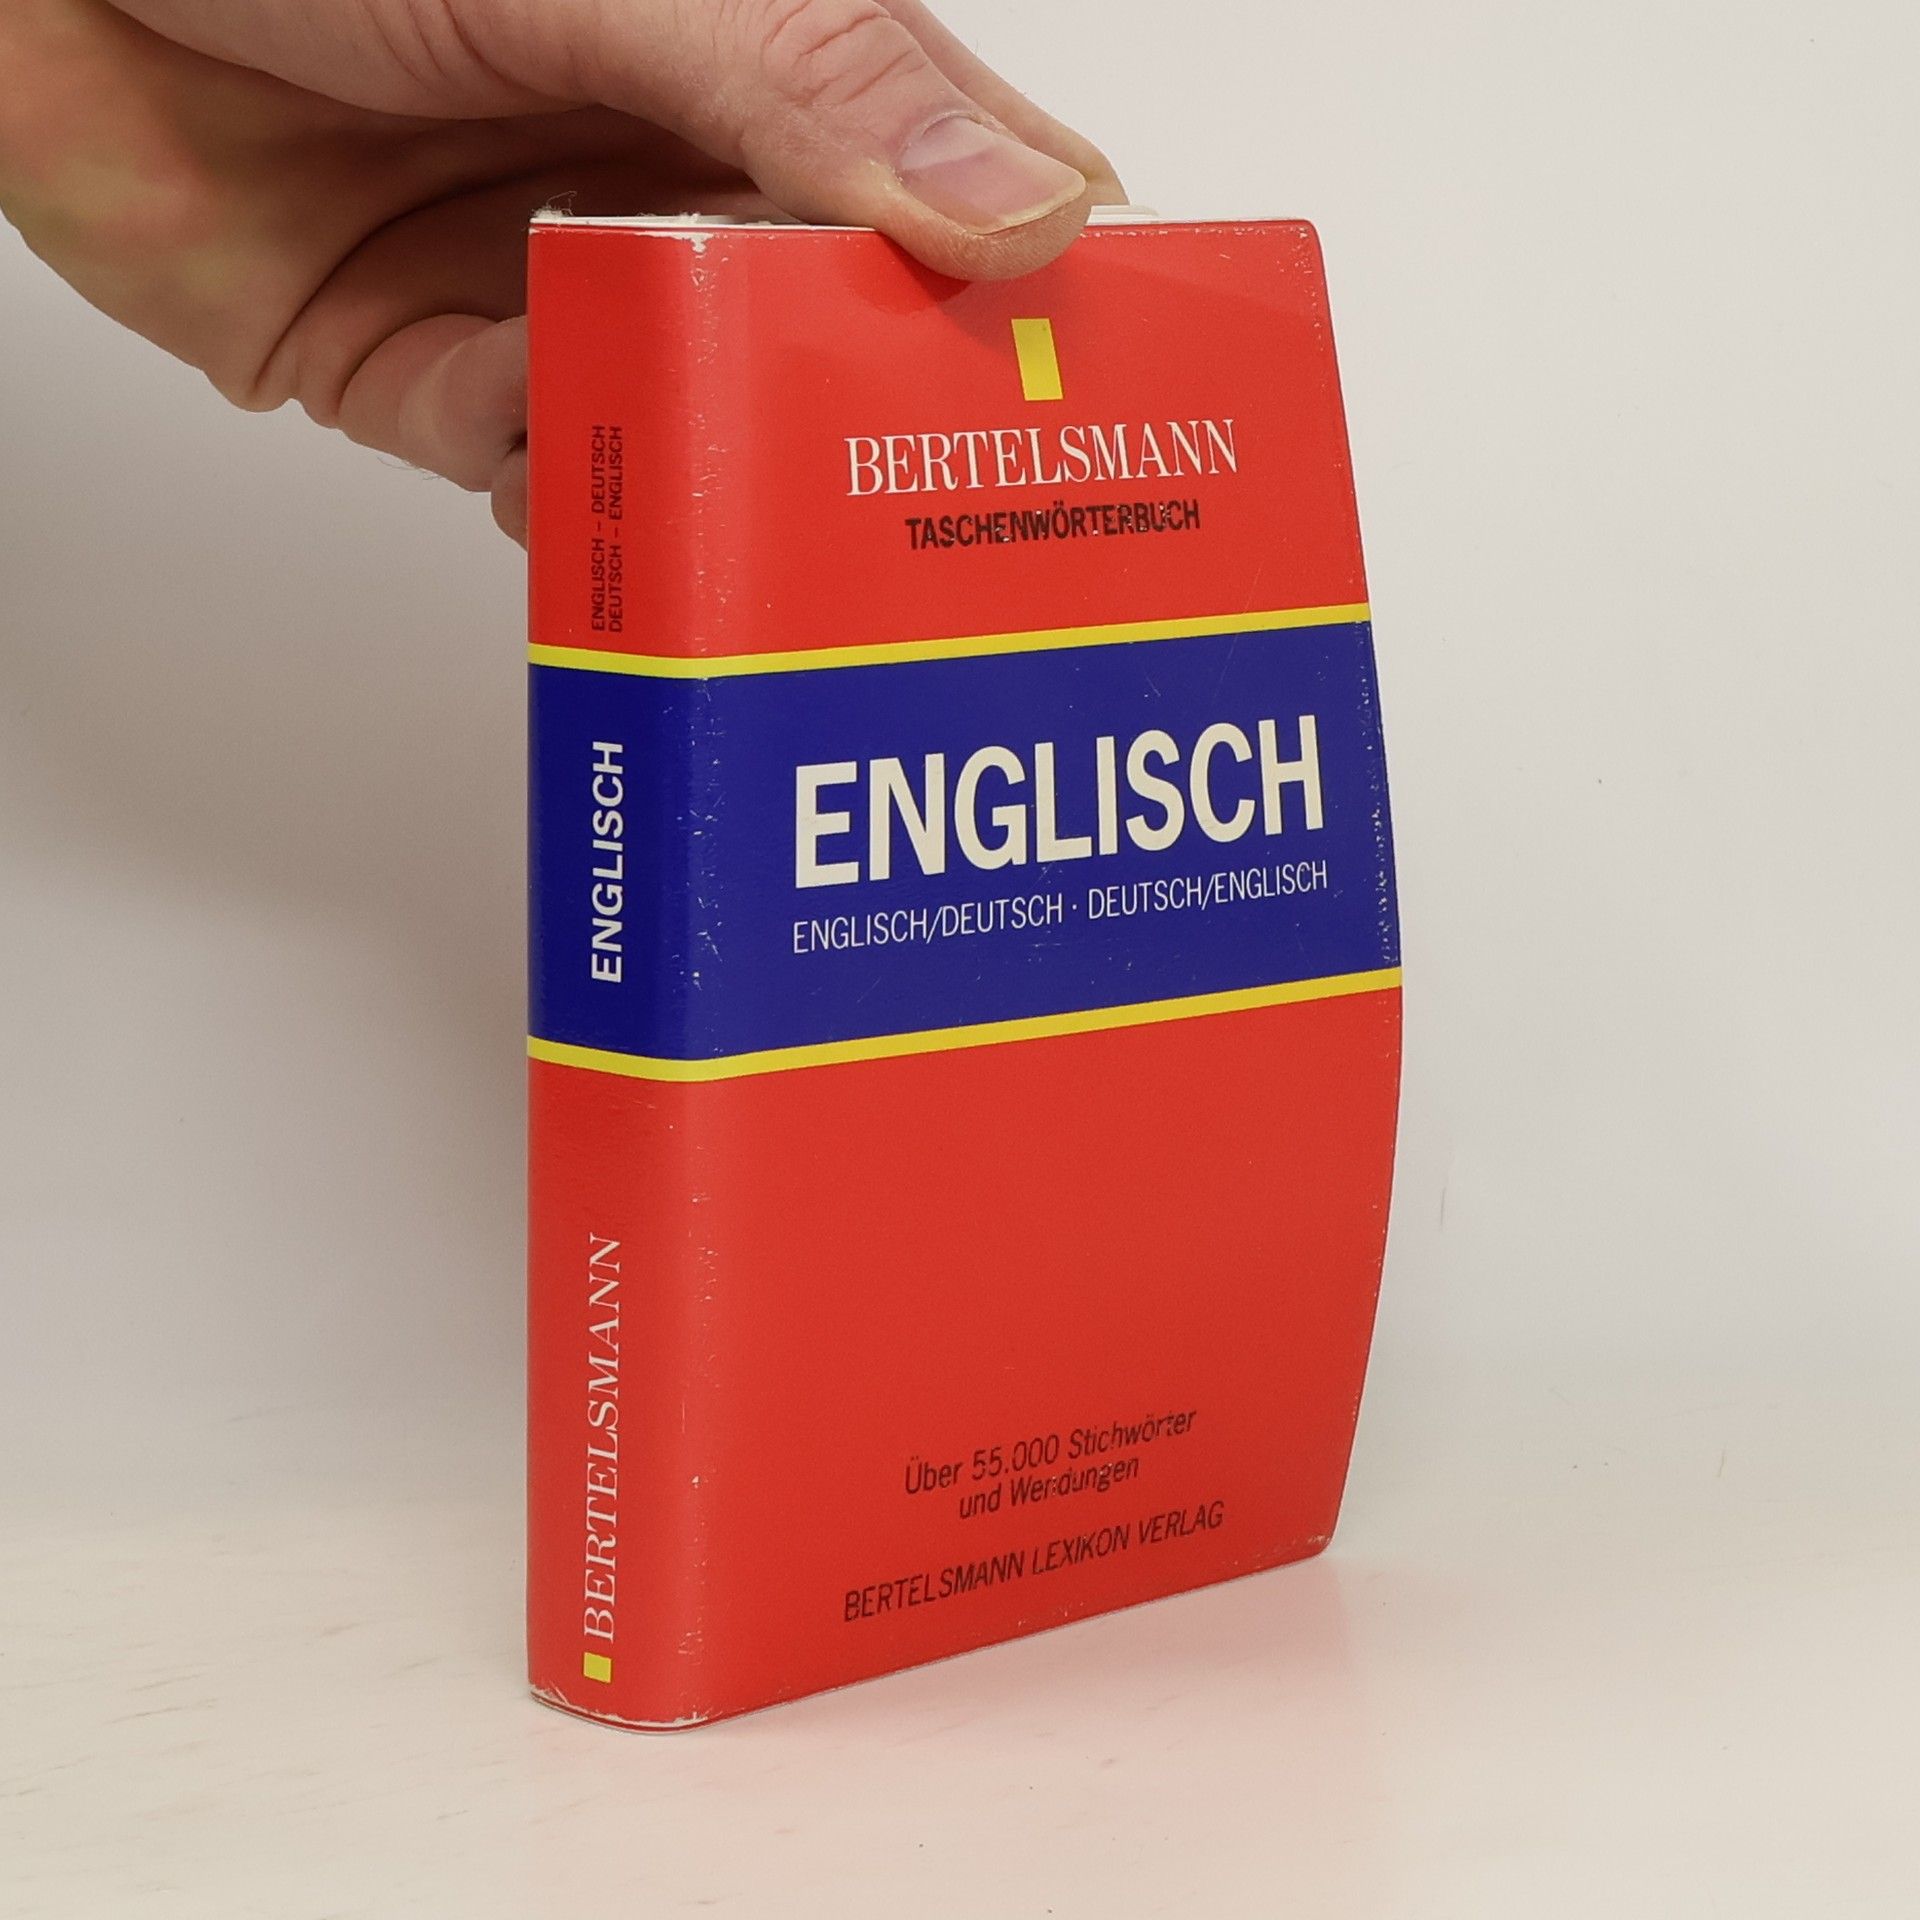 ENGLISCH – DEUTSCH
DEUTSCH – ENGLISCH
ENGLISCH
BERTELSMANN
BERTELSMANN
TASCHENWÖRTERBUCH
ENGLISCH
ENGLISCH/DEUTSCH · DEUTSCH/ENGLISCH
Über 55.000 Stichwörter
und Wendungen
BERTELSMANN LEXIKON VERLAG